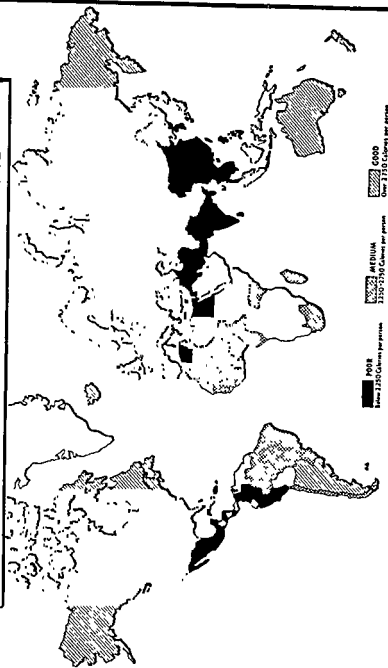 POOR
Below 2250 Calories per person
MEDIUM
2250-2750 Calories per person
GOOD
Over 2750 Calories per person